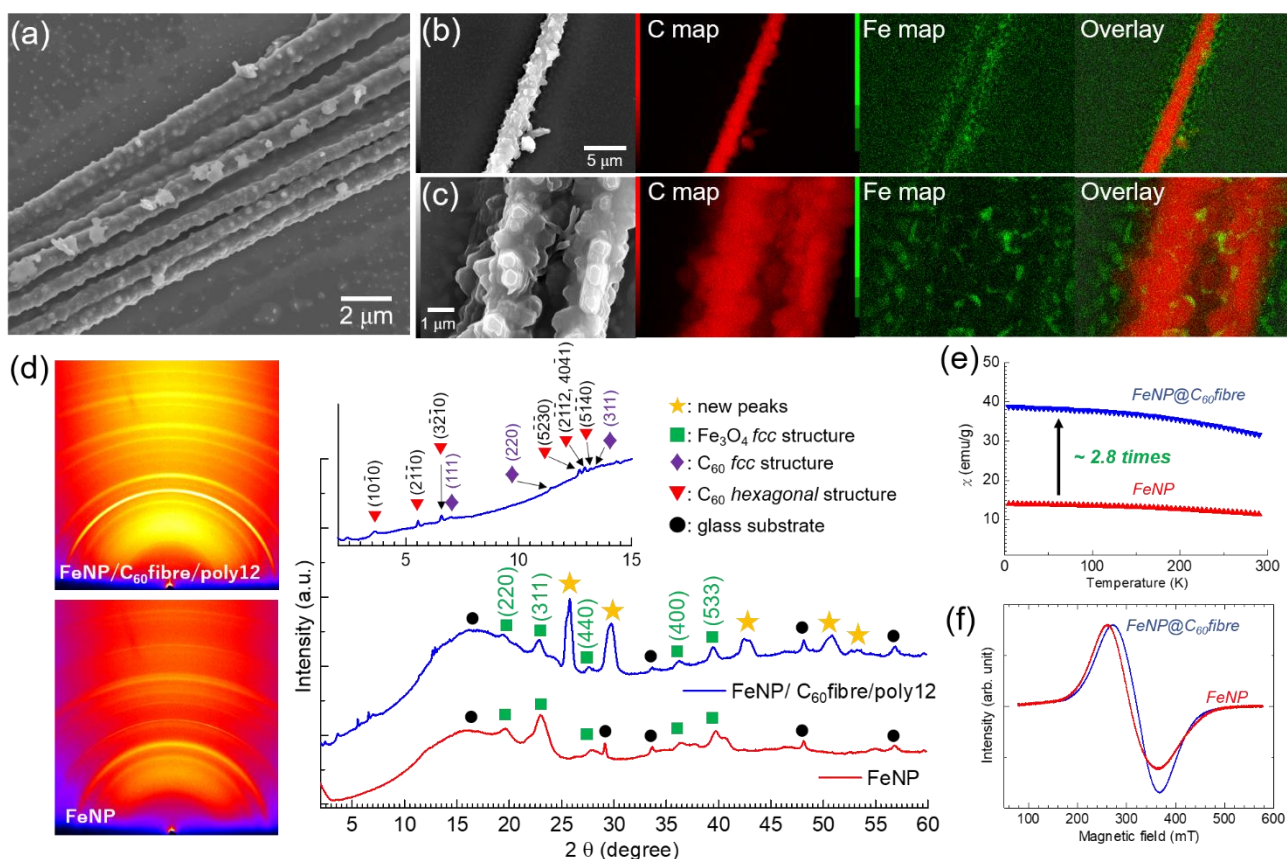 (a)
2 μm
(b)
5 μm
C map
Fe map
Overlay
(c)
1 μm
C map
Fe map
Overlay
(d)
FeNP/C₆₀fibre/poly12
FeNP
Intensity (a.u.)
(101̄0)
(21̄1̄0)
(32̄1̄0)
(111)
(220)
(52̄3̄0)
(2̄112, 404̄1)
(51̄4̄0)
(311)
5 10 15
: new peaks
: Fe₃O₄ fcc structure
: C₆₀ fcc structure
: C₆₀ hexagonal structure
: glass substrate
(220)
(311)
(440)
(400)
(533)
FeNP/ C₆₀fibre/poly12
FeNP
5 10 15 20 25 30 35 40 45 50 55 60
2 θ (degree)
(e)
50
40
30
20
10
χ (emu/g)
FeNP@C₆₀fibre
~ 2.8 times
FeNP
0 100 200 300
Temperature (K)
(f)
Intensity (arb. unit)
FeNP@C₆₀fibre
FeNP
100 200 300 400 500 600
Magnetic field (mT)